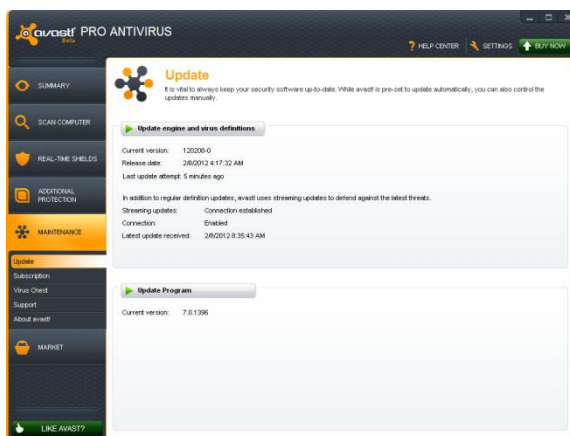 avast! PRO ANTIVIRUS
Beta
HELP CENTER
SETTINGS
BUY NOW
SUMMARY
SCAN COMPUTER
REAL-TIME SHIELDS
ADDITIONAL
PROTECTION
MAINTENANCE
Update
Subscription
Virus Chest
Support
About avast!
MARKET
LIKE AVAST?
Update
It is vital to always keep your security software up-to-date. While avast! is pre-set to update automatically, you can also control the
updates manually.
Update engine and virus definitions
Current version: 120208-0
Release date: 2/8/2012 4:17:32 AM
Last update attempt: 5 minutes ago
In addition to regular definition updates, avast! uses streaming updates to defend against the latest threats.
Streaming updates: Connection established
Connection: Enabled
Latest update received: 2/8/2012 8:35:43 AM
Update Program
Current version: 7.0.1396